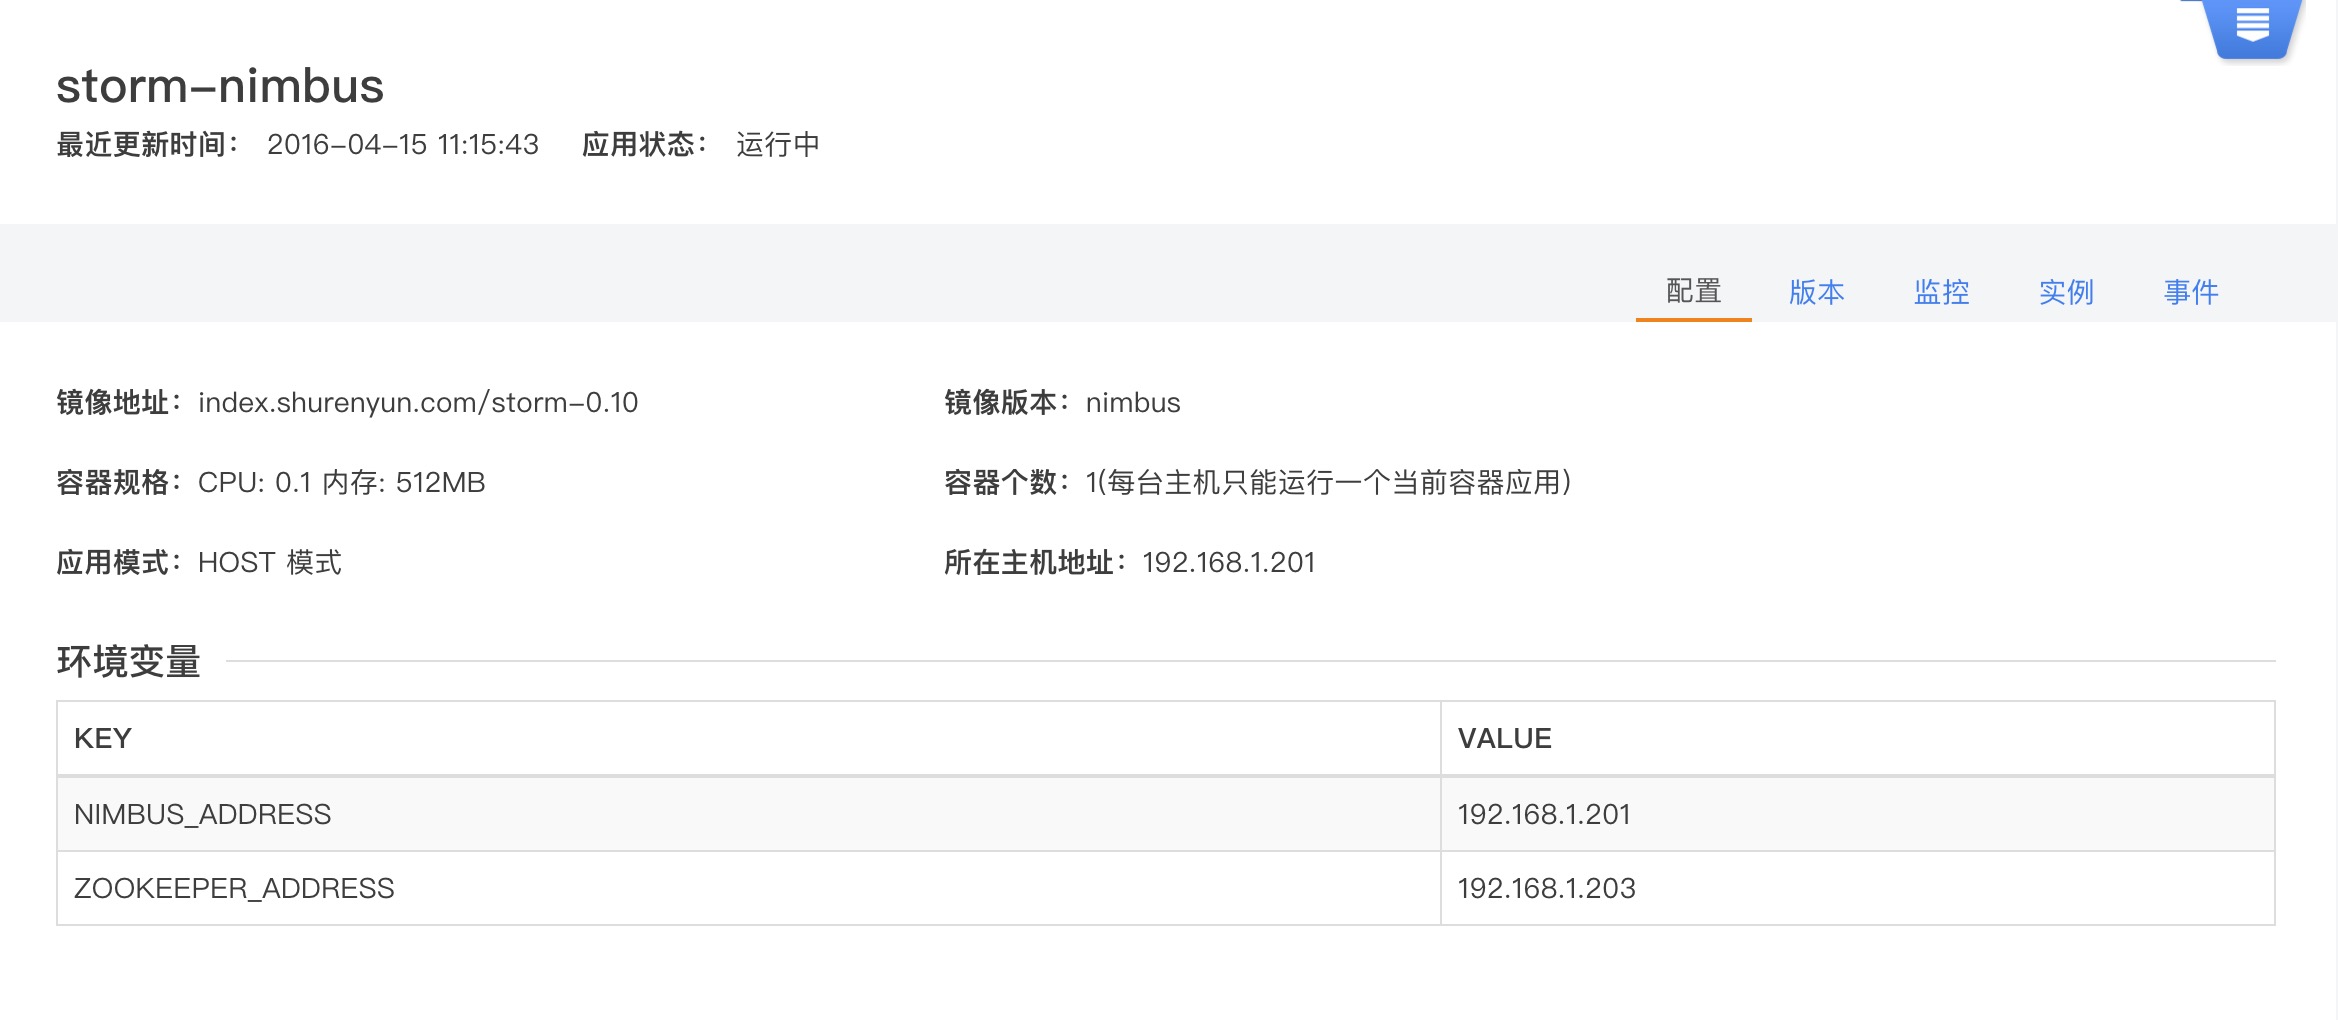 storm-nimbus
最近更新时间： 2016-04-15 11:15:43 应用状态： 运行中
配置 版本 监控 实例 事件
镜像地址：index.shurenyun.com/storm-0.10 镜像版本：nimbus
容器规格：CPU: 0.1 内存: 512MB 容器个数：1(每台主机只能运行一个当前容器应用)
应用模式：HOST 模式 所在主机地址：192.168.1.201
环境变量
KEY VALUE
NIMBUS_ADDRESS 192.168.1.201
ZOOKEEPER_ADDRESS 192.168.1.203